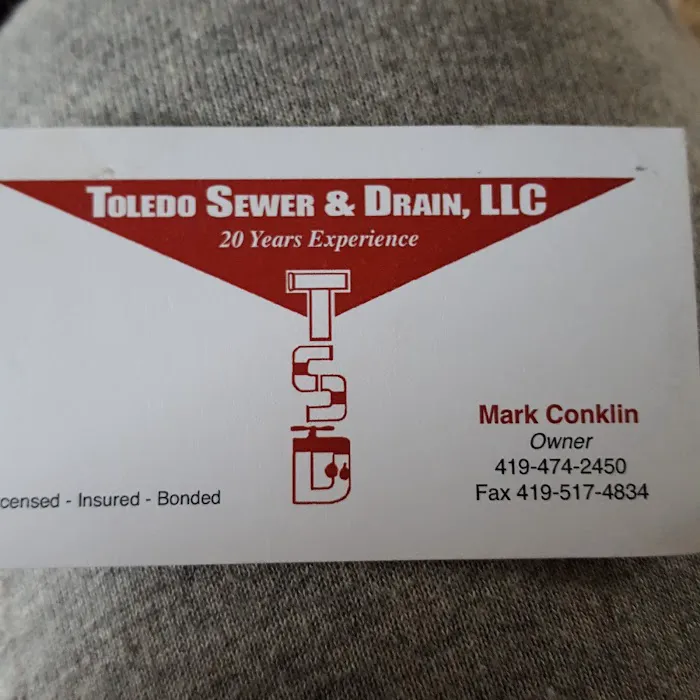 TOLEDO SEWER & DRAIN, LLC
20 Years Experience
T
S
D
Mark Conklin
Owner
419-474-2450
Fax 419-517-4834
censed - Insured - Bonded